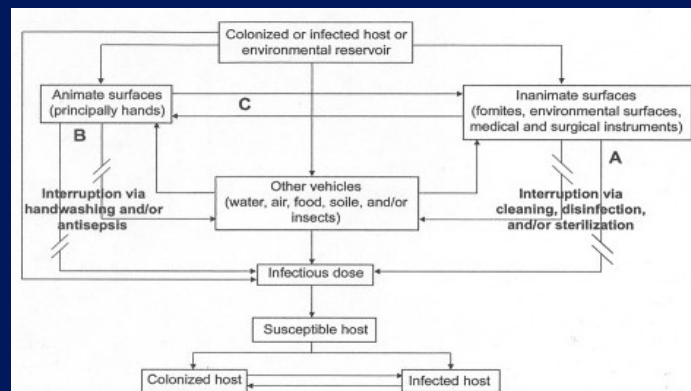 Colonized or infected host or
environmental reservoir
Animate surfaces
(principally hands)
C
Inanimate surfaces
(fomites, environmental surfaces,
medical and surgical instruments)
B
A
Interruption via
handwashing and/or
antisepsis
Other vehicles
(water, air, food, soile, and/or
insects)
Interruption via
cleaning, disinfection,
and/or sterilization
Infectious dose
Susceptible host
Colonized host
Infected host